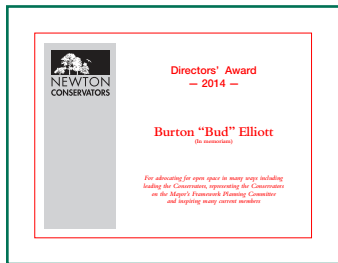 NEWTON
CONSERVATORS
Directors' Award
— 2014 —
Burton “Bud” Elliott
(In memoriam)
For advocating for open space in many ways including
leading the Conservators, representing the Conservators
on the Mayor's Framework Planning Committee
and inspiring many current members